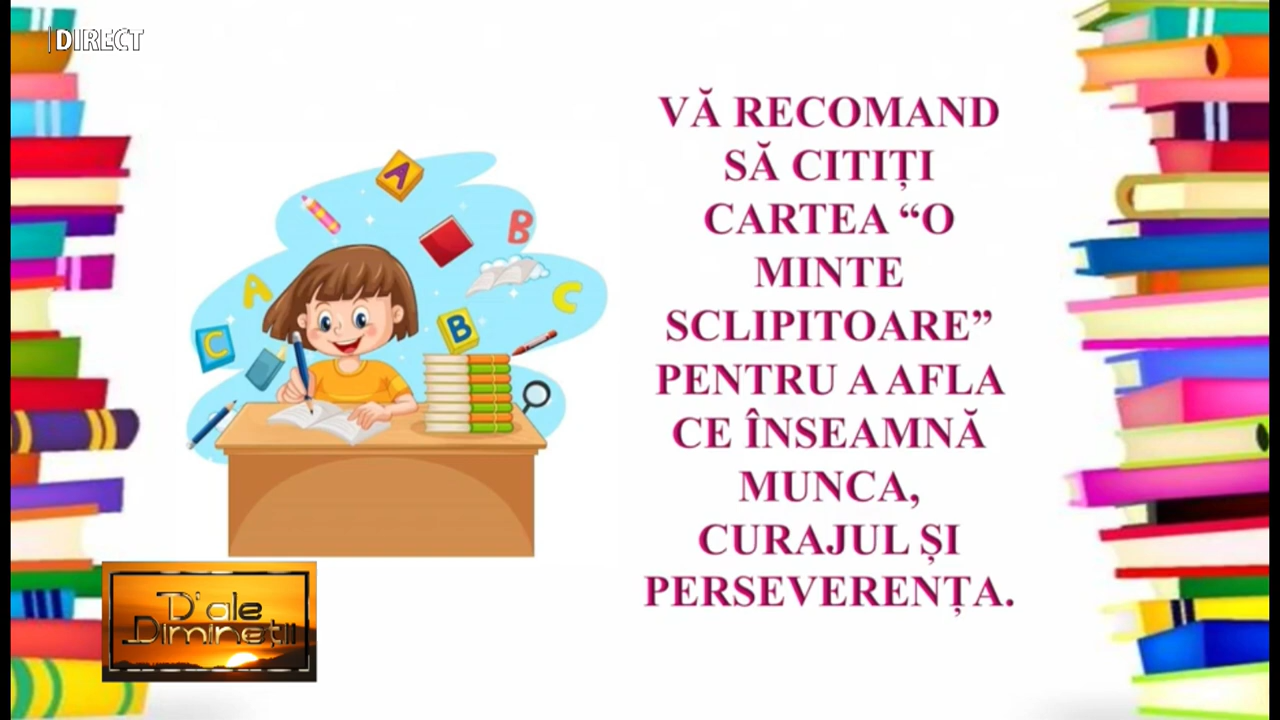 DIRECT
VĂ RECOMAND
SĂ CITIȚI
CARTEA “O
MINTE
SCLIPITOARE”
PENTRU A AFLA
CE ÎNSEAMNĂ
MUNCA,
CURAJUL ȘI
PERSEVERENȚA.
A
B
A
C
B
C
D'ale
Dimineții